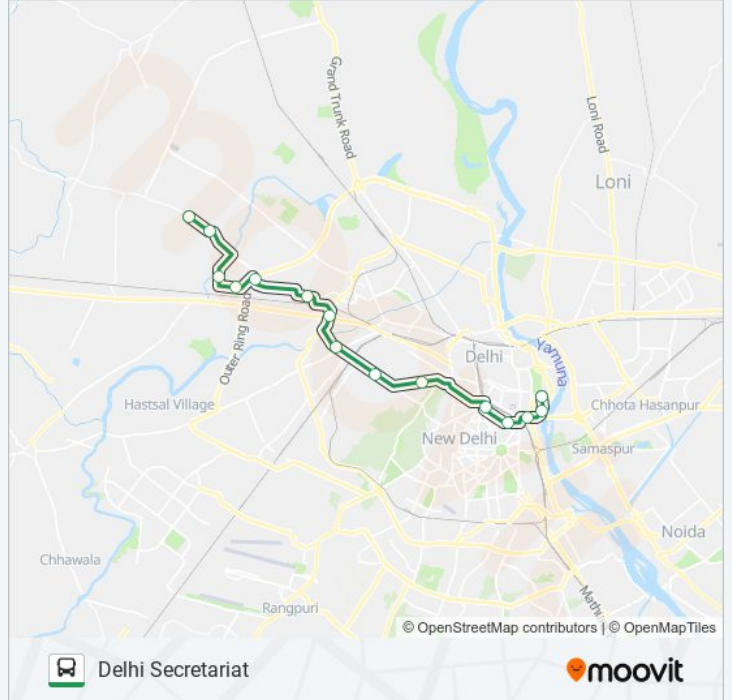 Grand Trunk Road
Loni Road
Loni
Outer Ring Road
Delhi
Yamuna
Hastsal Village
Chhota Hasanpur
New Delhi
Samaspur
Noida
Chhawala
Rangpuri
Mathu
© OpenStreetMap contributors | © OpenMapTiles
Delhi Secretariat
moovit